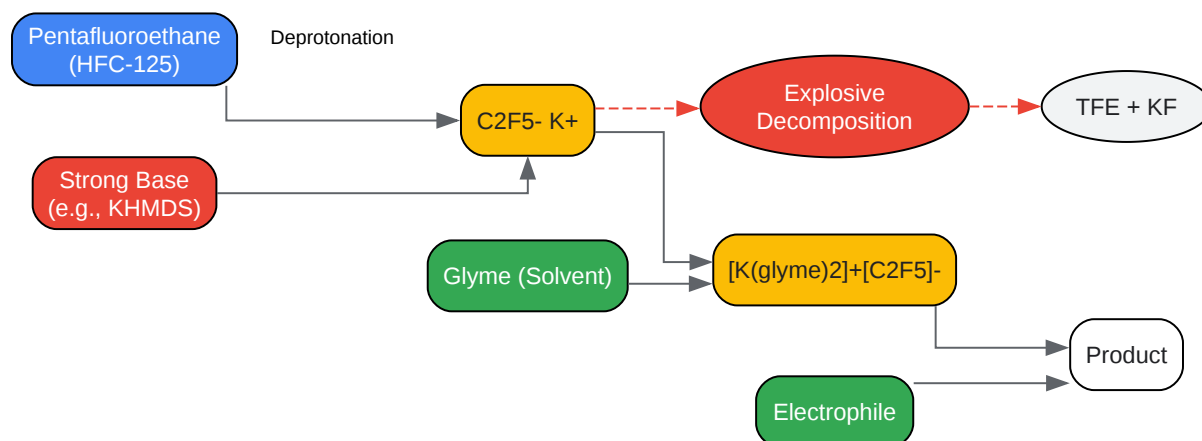 Pentafluoroethane
(HFC-125)
Deprotonation
C2F5- K+
Explosive
Decomposition
TFE + KF
Strong Base
(e.g., KHMDS)
Glyme (Solvent)
[K(glyme)2]+[C2F5]-
Product
Electrophile